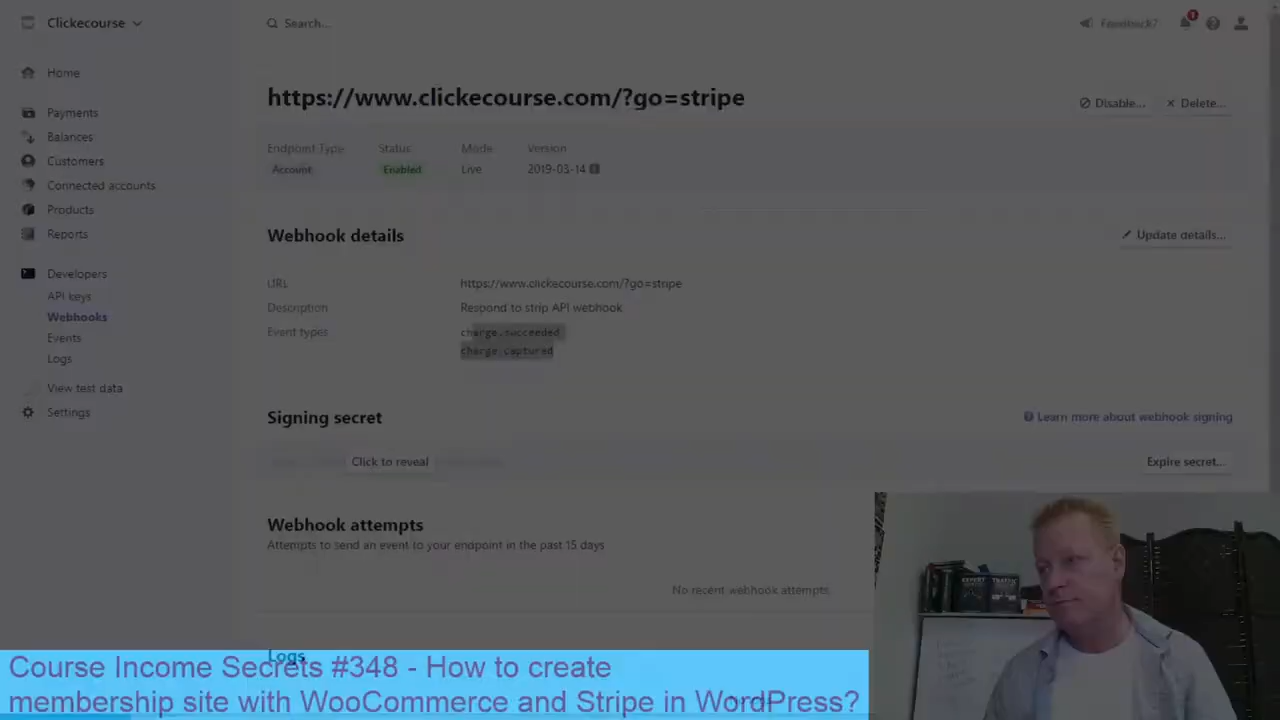 Clickecourse
Search...
Feedback?
1
Home
Payments
Balances
Customers
Connected accounts
Products
Reports
Developers
API keys
Webhooks
Events
Logs
View test data
Settings
https://www.clickecourse.com/?go=stripe
Disable...
Delete...
Endpoint Type
Status
Mode
Version
Account
Enabled
Live
2019-03-14
Webhook details
Update details...
URL
https://www.clickecourse.com/?go=stripe
Description
Respond to strip API webhook
Event types
charge.succeeded
charge.captured
Signing secret
Learn more about webhook signing
Click to reveal
Expire secret...
Webhook attempts
Attempts to send an event to your endpoint in the past 15 days
No recent webhook attempts
Logs
EXPERT
TRAFFIC
Course Income Secrets #348 - How to create
membership site with WooCommerce and Stripe in WordPress?